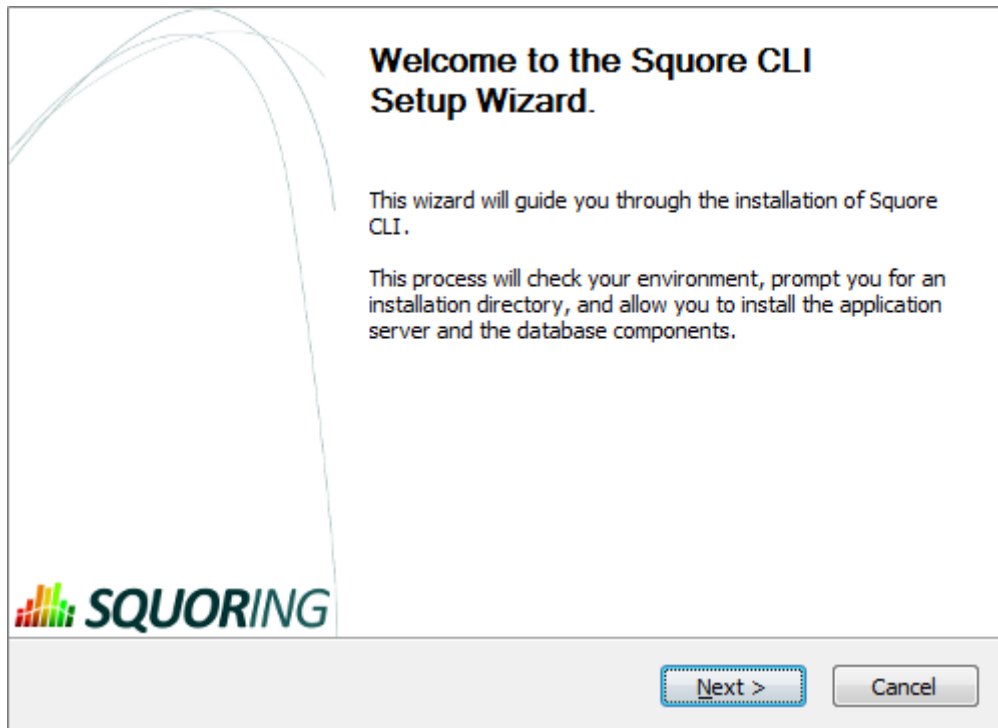 Welcome to the Squore CLI
Setup Wizard.
This wizard will guide you through the installation of Squore
CLI.
This process will check your environment, prompt you for an
installation directory, and allow you to install the application
server and the database components.
SQUORING
Next >
Cancel